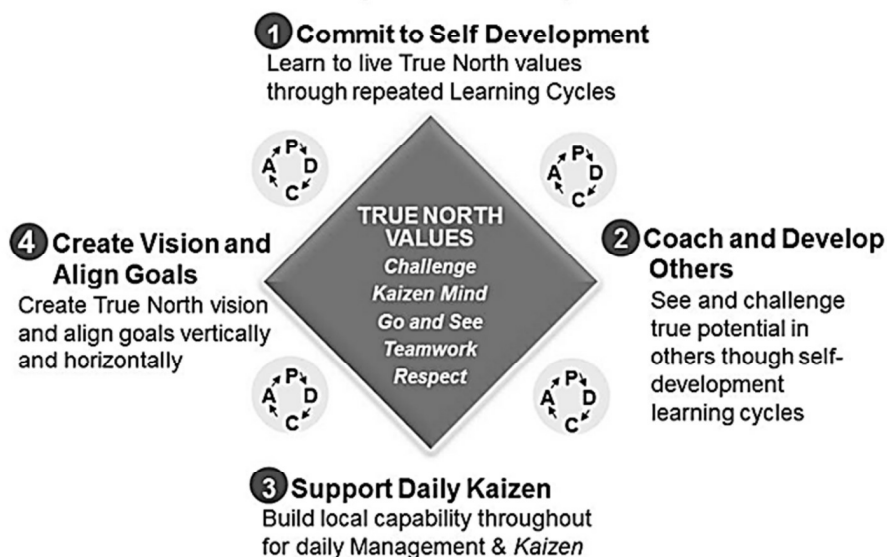 1 Commit to Self Development
Learn to live True North values
through repeated Learning Cycles
P
A D
C
P
A D
C
TRUE NORTH
VALUES
Challenge
Kaizen Mind
Go and See
Teamwork
Respect
4 Create Vision and
Align Goals
Create True North vision
and align goals vertically
and horizontally
2 Coach and Develop
Others
See and challenge
true potential in
others though self-
development
learning cycles
P
A D
C
P
A D
C
3 Support Daily Kaizen
Build local capability throughout
for daily Management & Kaizen